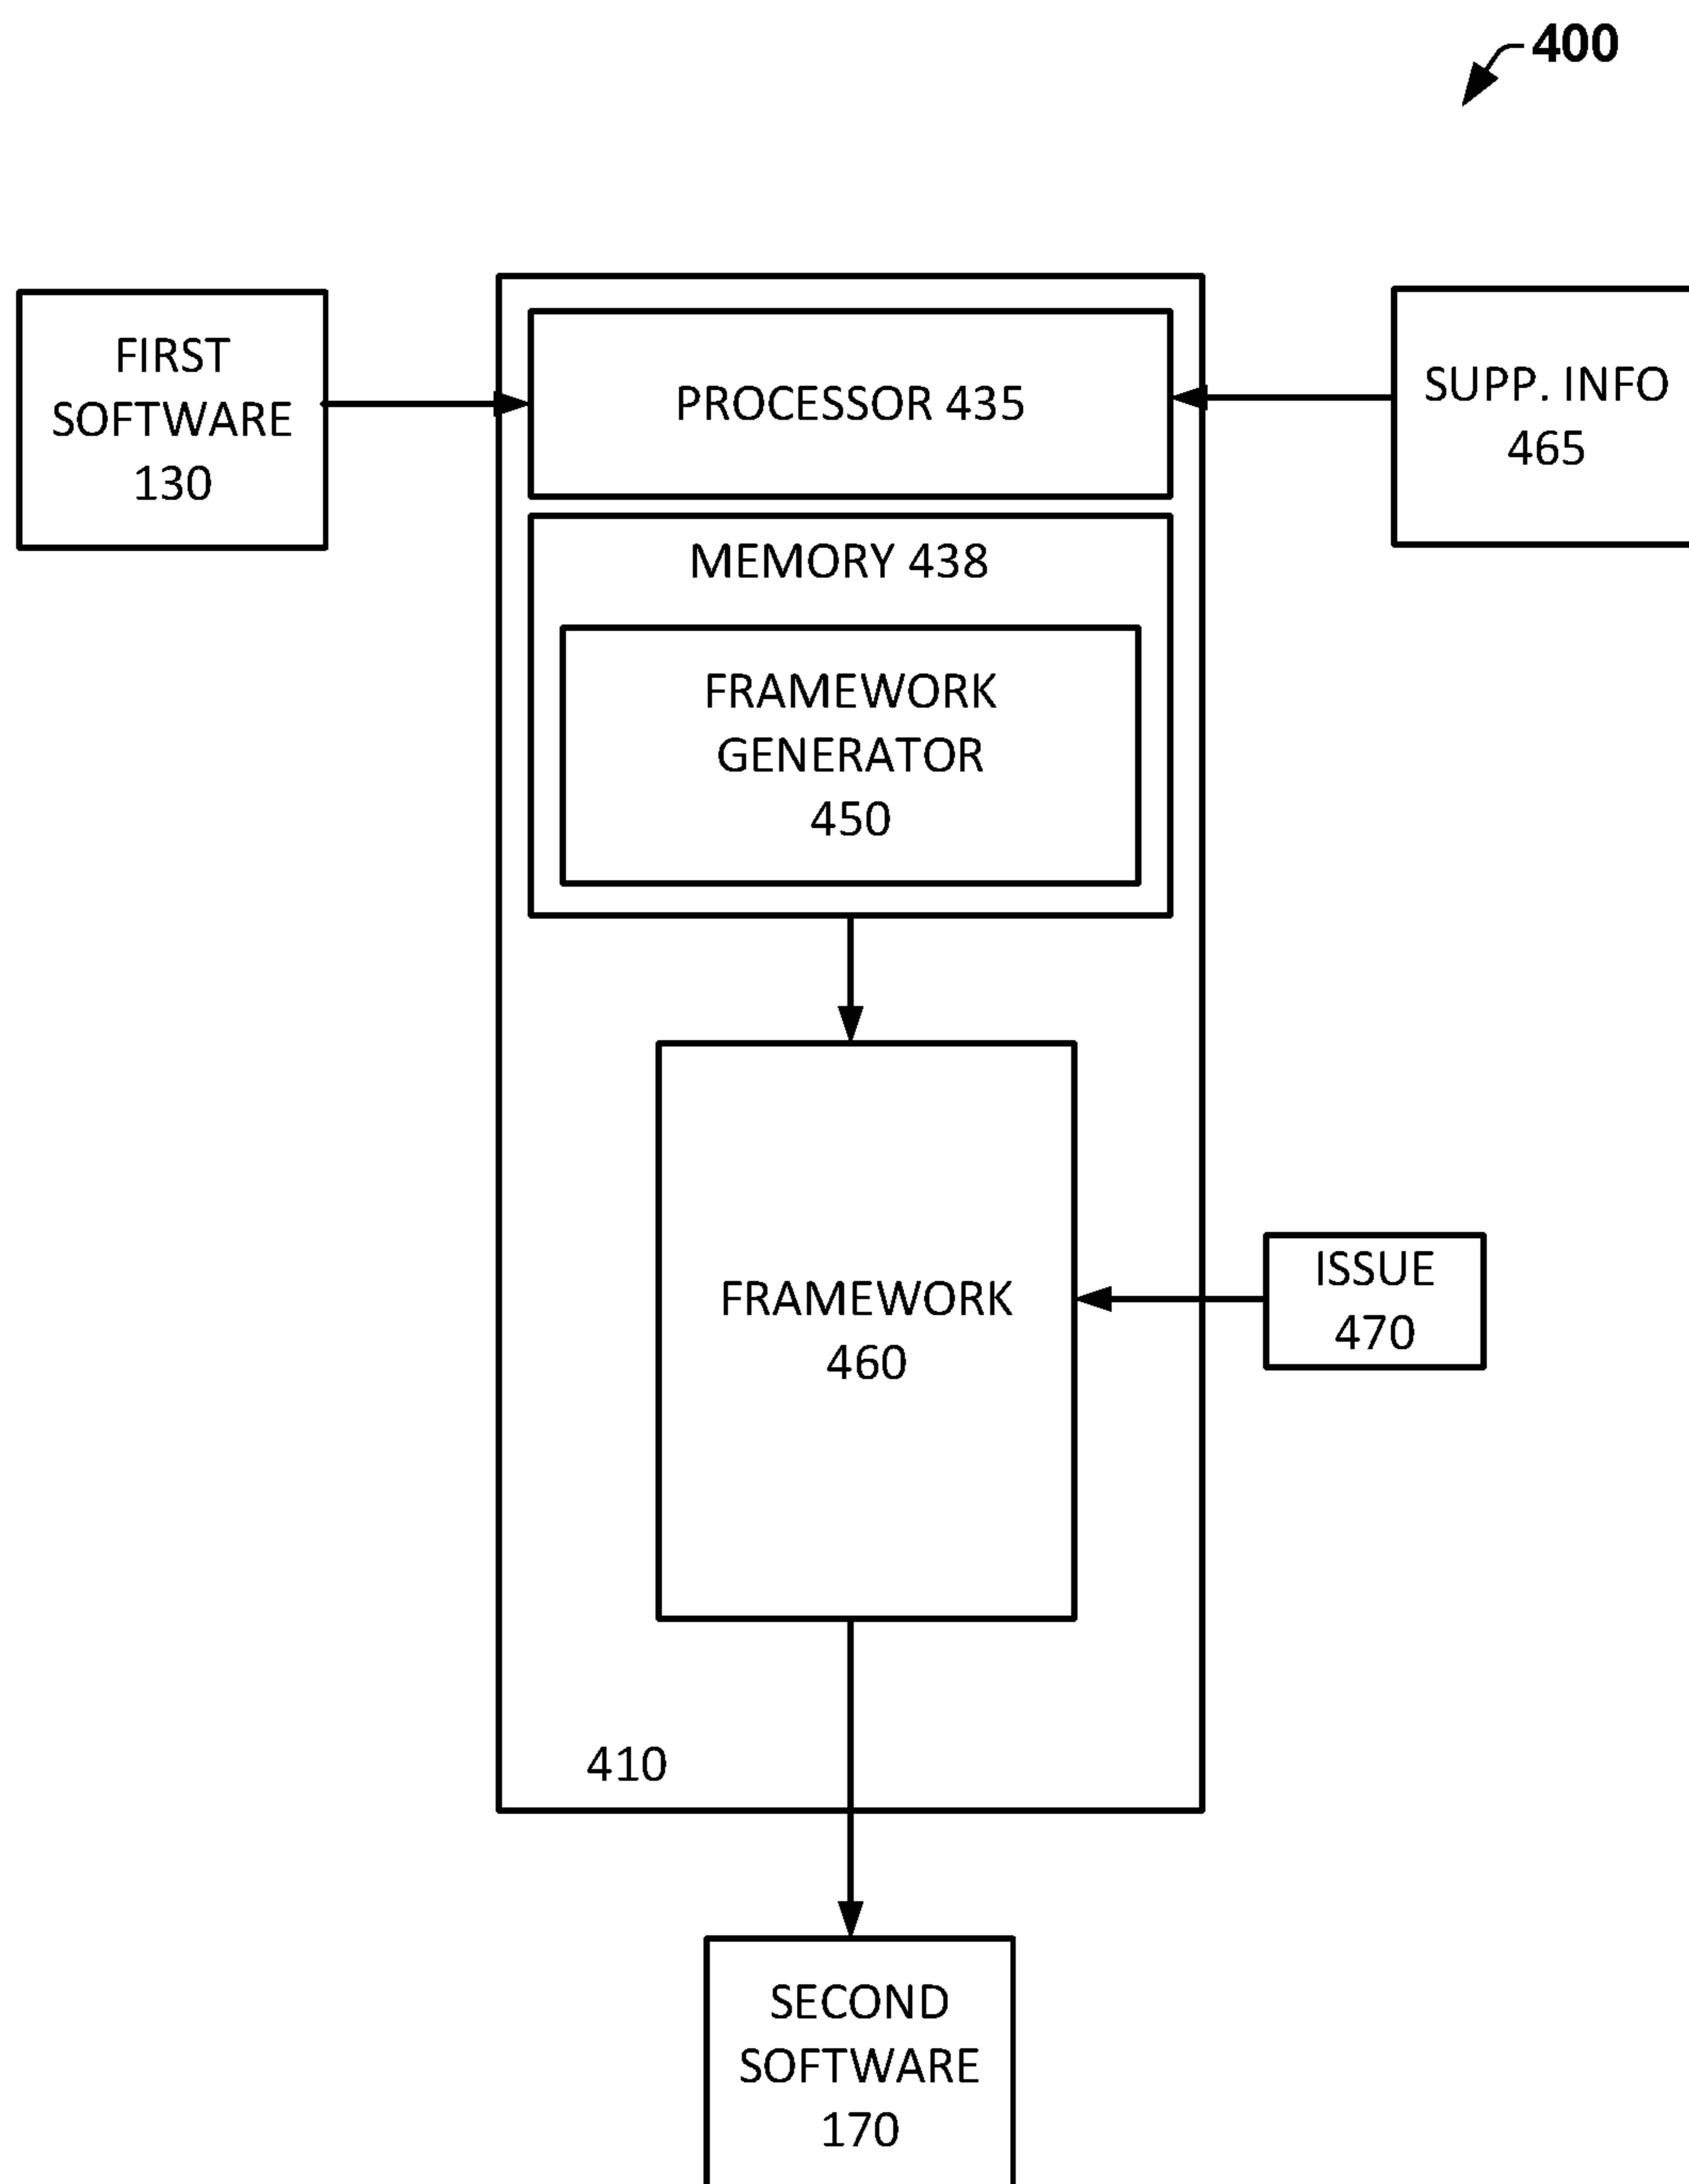 400
FIRST
SOFTWARE
130
PROCESSOR 435
SUPP. INFO
465
MEMORY 438
FRAMEWORK
GENERATOR
450
FRAMEWORK
460
ISSUE
470
410
SECOND
SOFTWARE
170